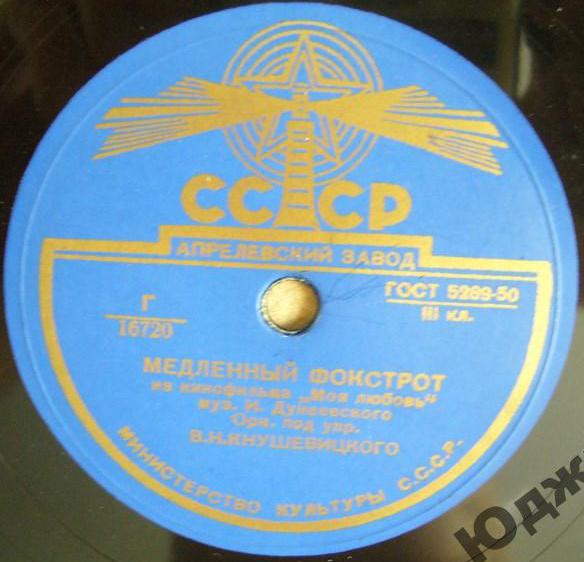 СССР
АПРЕЛЕВСКИЙ ЗАВОД
Г
16720
ГОСТ 5289-50
III кл.
МЕДЛЕННЫЙ ФОКСТРОТ
из кинофильма „Моя любовь“
муз. И. Дунаевского
Орк. под упр.
В.Н.КНУШЕВИЦКОГО
МИНИСТЕРСТВО КУЛЬТУРЫ С.С.С.Р.
ЮДЖ